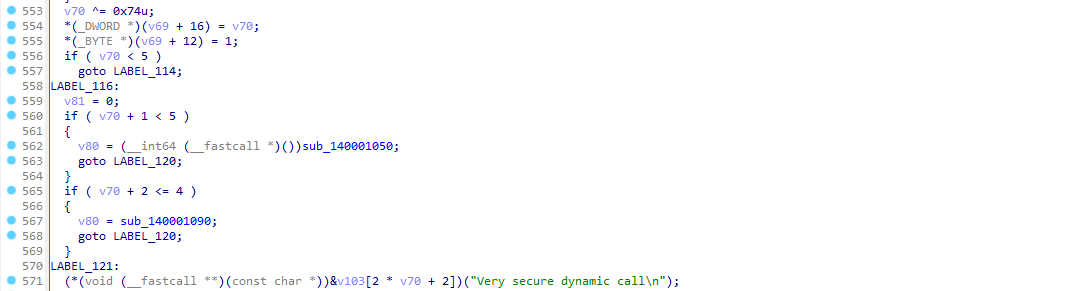 553 v70 ^= 0x74u;
554 *(_DWORD *)(v69 + 16) = v70;
555 *(_BYTE *)(v69 + 12) = 1;
556 if ( v70 < 5 )
557 goto LABEL_114;
558 LABEL_116:
559 v81 = 0;
560 if ( v70 + 1 < 5 )
561 {
562 v80 = (__int64 (__fastcall *)())sub_140001050;
563 goto LABEL_120;
564 }
565 if ( v70 + 2 <= 4 )
566 {
567 v80 = sub_140001090;
568 goto LABEL_120;
569 }
570 LABEL_121:
571 (*(void (__fastcall **)(const char *))&v103[2 * v70 + 2])("Very secure dynamic call\n");